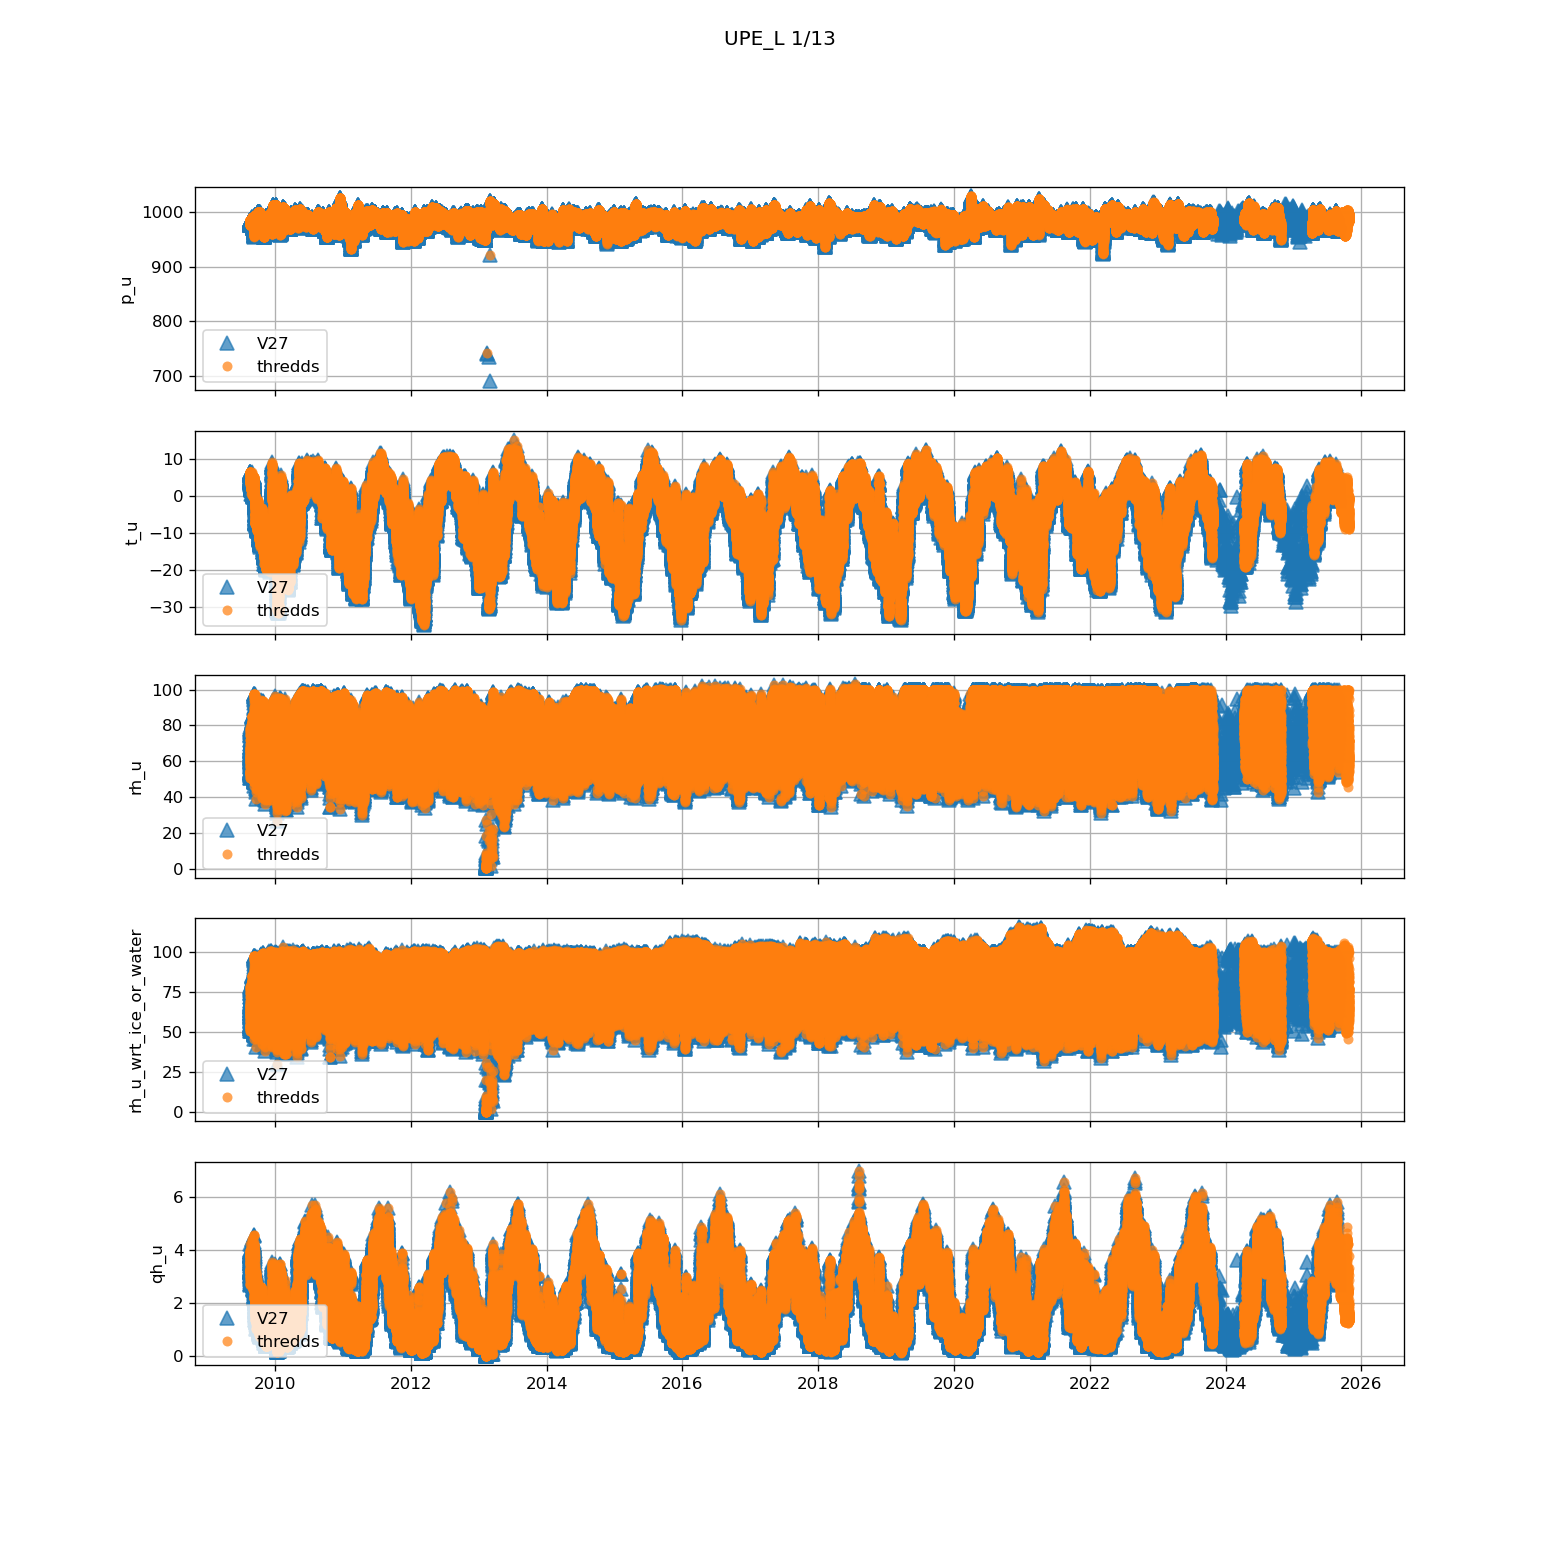 UPE_L 1/13
1000
900
800
700
p_u
V27
thredds
10
0
−10
−20
−30
t_u
V27
thredds
100
80
60
40
20
0
rh_u
V27
thredds
100
75
50
25
0
rh_u_wrt_ice_or_water
V27
thredds
6
4
2
0
qh_u
V27
thredds
2010 2012 2014 2016 2018 2020 2022 2024 2026